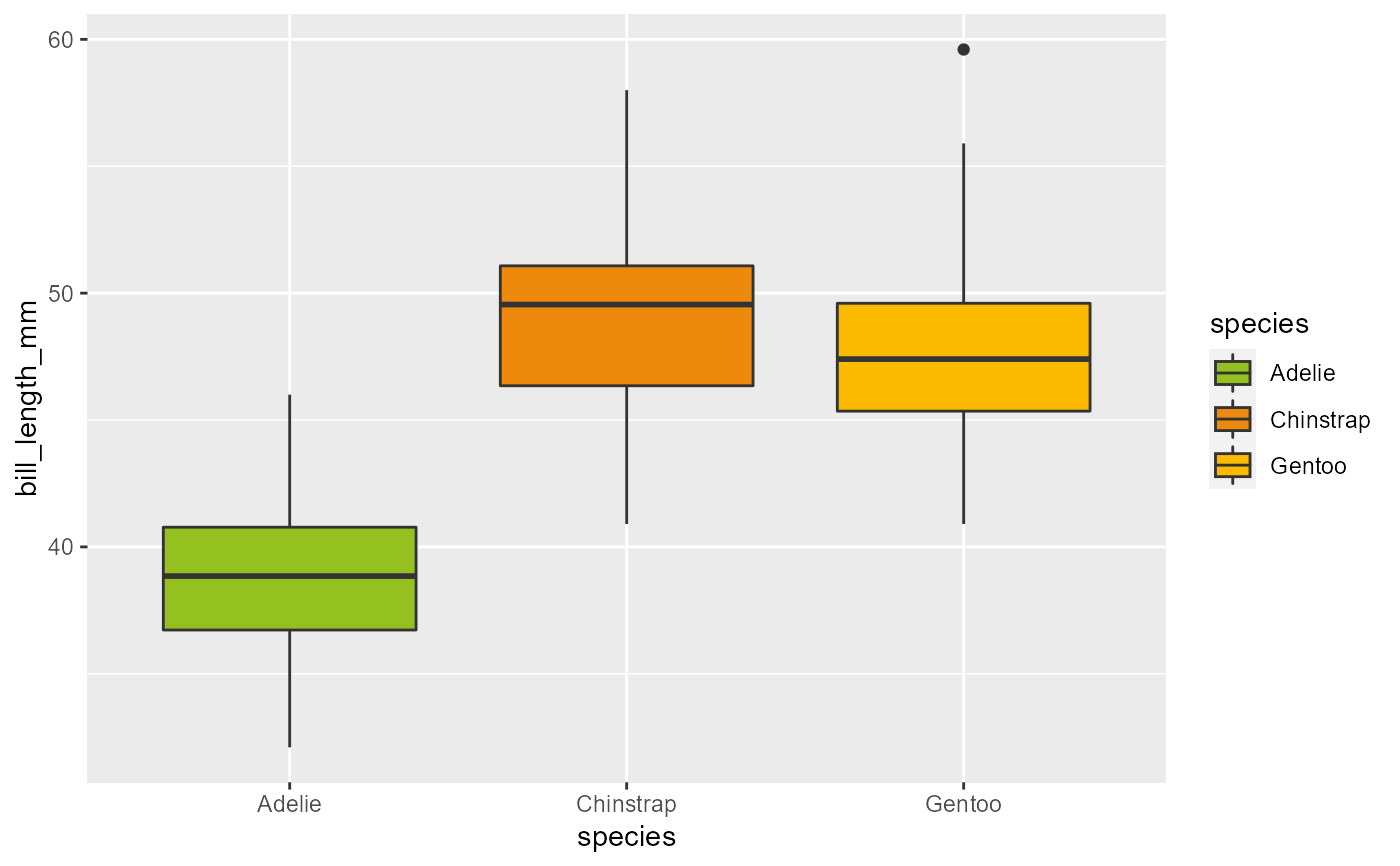 60
50
40
bill_length_mm
Adelie
Chinstrap
Gentoo
species
species
Adelie
Chinstrap
Gentoo